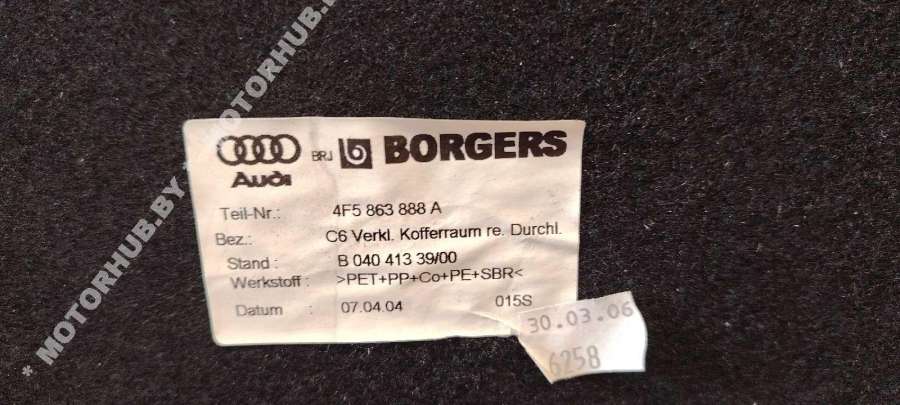 * MOTORHUB.BY * MOTORHUB.BY
Audi BRJ BORGERS
Teil-Nr.: 4F5 863 888 A
Bez.: C6 Verkl. Kofferraum re. Durchl.
Stand : B 040 413 39/00
Werkstoff : >PET+PP+Co+PE+SBR<
Datum : 07.04.04 015S
30.03.06
6258